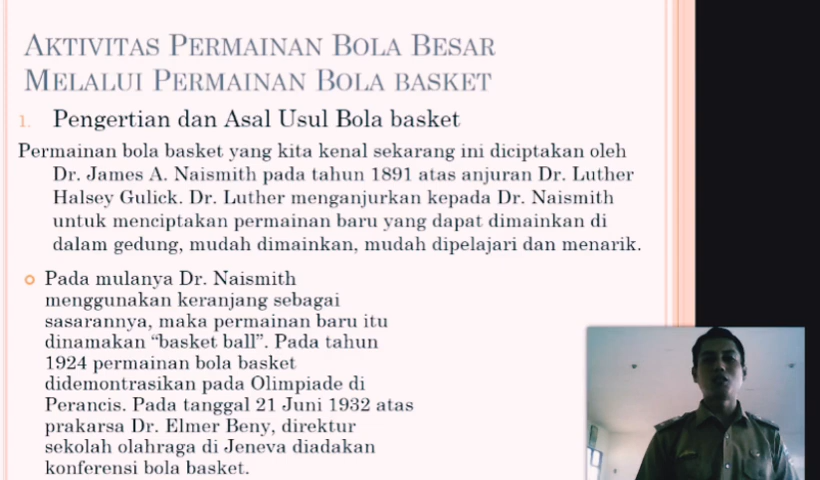 AKTIVITAS PERMAINAN BOLA BESAR
MELALUI PERMAINAN BOLA BASKET
1. Pengertian dan Asal Usul Bola basket
Permainan bola basket yang kita kenal sekarang ini diciptakan oleh
Dr. James A. Naismith pada tahun 1891 atas anjuran Dr. Luther
Halsey Gulick. Dr. Luther menganjurkan kepada Dr. Naismith
untuk menciptakan permainan baru yang dapat dimainkan di
dalam gedung, mudah dimainkan, mudah dipelajari dan menarik.
Pada mulanya Dr. Naismith
menggunakan keranjang sebagai
sasarannya, maka permainan baru itu
dinamakan “basket ball”. Pada tahun
1924 permainan bola basket
didemontrasikan pada Olimpiade di
Perancis. Pada tanggal 21 Juni 1932 atas
prakarsa Dr. Elmer Beny, direktur
sekolah olahraga di Jeneva diadakan
konferensi bola basket.